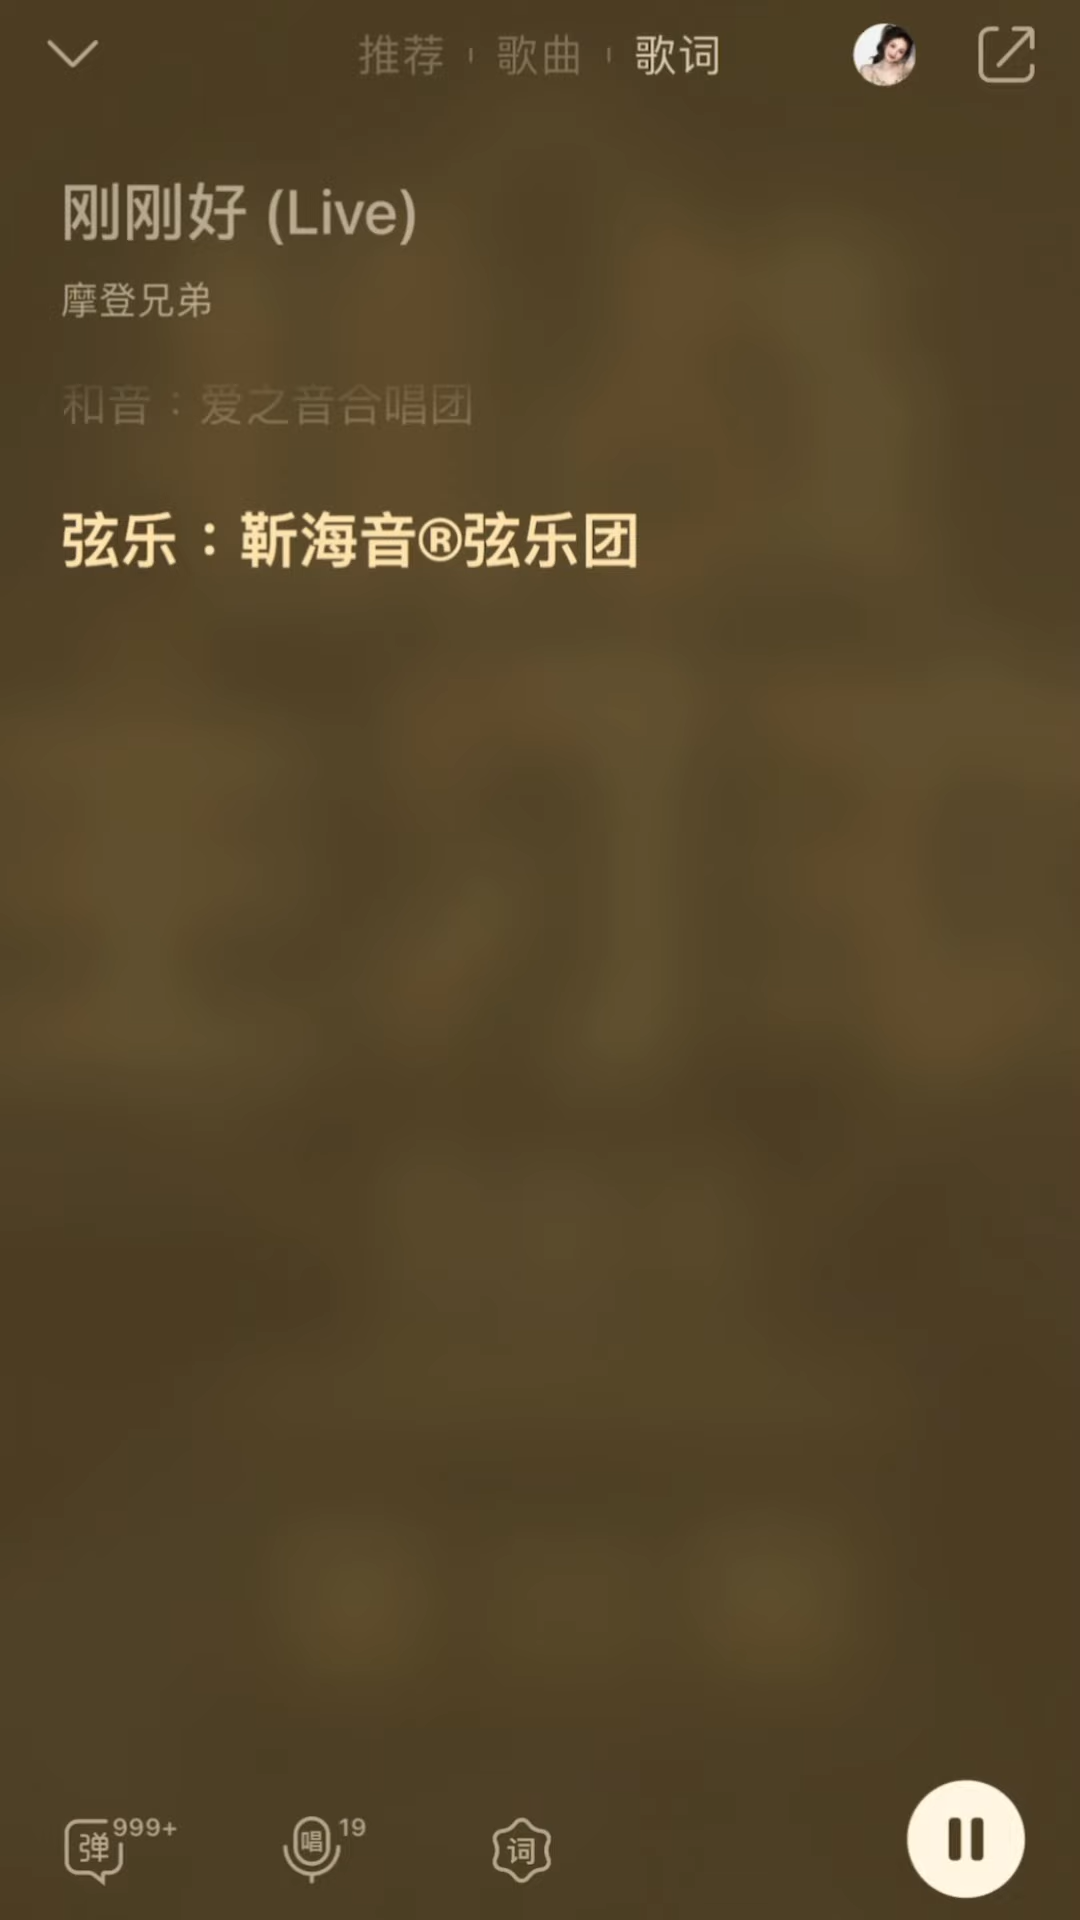 推荐 歌曲 歌词
刚刚好 (Live)
摩登兄弟
和音：爱之音合唱团
弦乐：靳海音®弦乐团
弹 999+ 唱 19 词